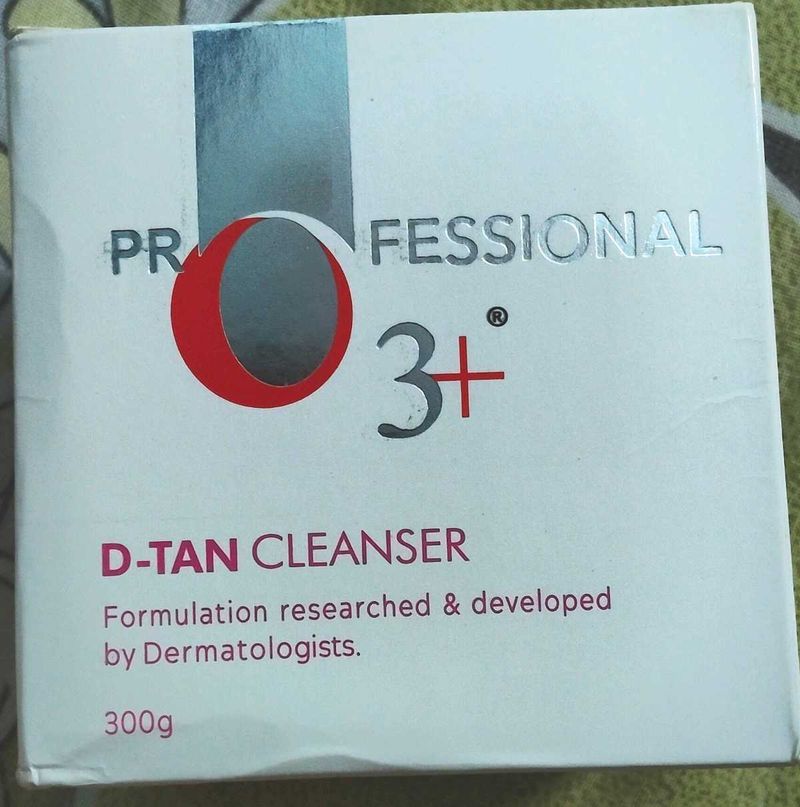 PROFESSIONAL
O3+®
D-TAN CLEANSER
Formulation researched & developed
by Dermatologists.
300g